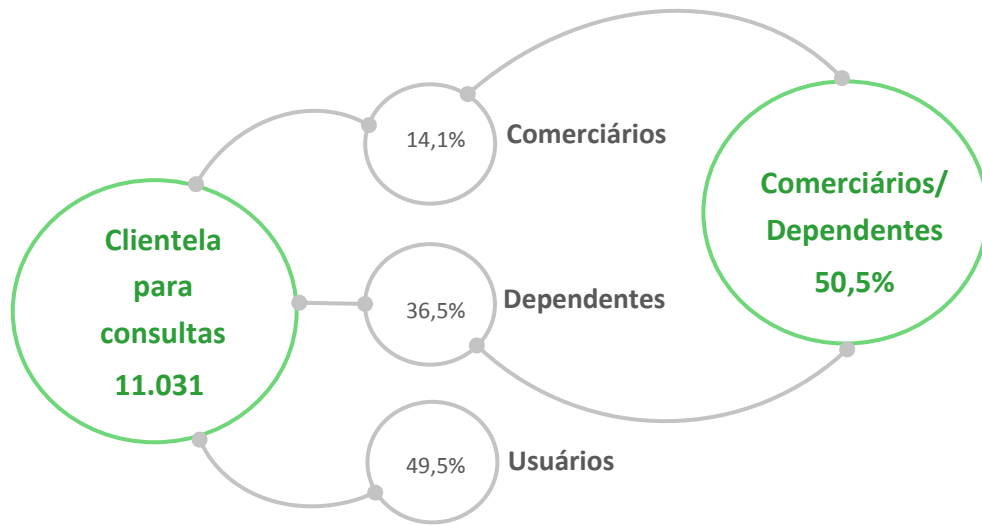 Clientela
para
consultas
11.031
14,1%
Comerciários
36,5%
Dependentes
49,5%
Usuários
Comerciários/
Dependentes
50,5%